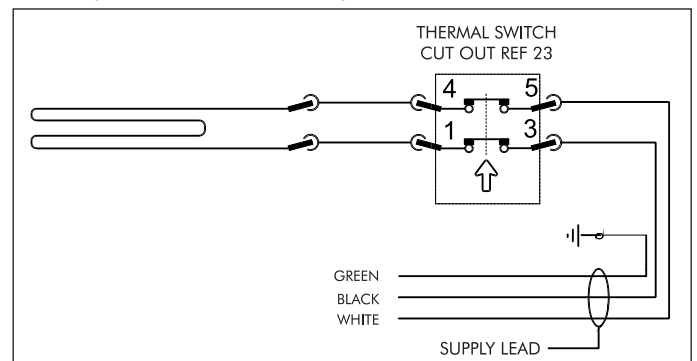 THERMAL SWITCH
CUT OUT REF 23
4 5
1 3
GREEN
BLACK
WHITE
SUPPLY LEAD